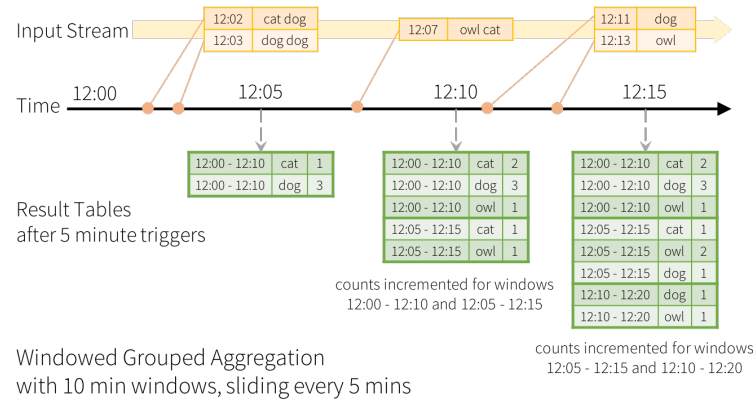 Input Stream
12:02 cat dog
12:03 dog dog
12:07 owl cat
12:11 dog
12:13 owl
Time
12:00
12:05
12:10
12:15
Result Tables
after 5 minute triggers
12:00 - 12:10 cat 1
12:00 - 12:10 dog 3
12:00 - 12:10 cat 2
12:00 - 12:10 dog 3
12:00 - 12:10 owl 1
12:05 - 12:15 cat 1
12:05 - 12:15 owl 1
counts incremented for windows
12:00 - 12:10 and 12:05 - 12:15
12:00 - 12:10 cat 2
12:00 - 12:10 dog 3
12:00 - 12:10 owl 1
12:05 - 12:15 cat 1
12:05 - 12:15 owl 2
12:05 - 12:15 dog 1
12:10 - 12:20 dog 1
12:10 - 12:20 owl 1
counts incremented for windows
12:05 - 12:15 and 12:10 - 12:20
Windowed Grouped Aggregation
with 10 min windows, sliding every 5 mins